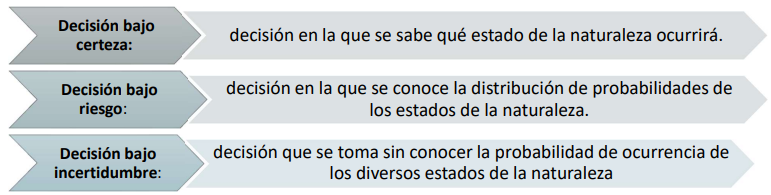 Decisión bajo
certeza:
decisión en la que se sabe qué estado de la naturaleza ocurrirá.
Decisión bajo
riesgo:
decisión en la que se conoce la distribución de probabilidades de
los estados de la naturaleza.
Decisión bajo
incertidumbre:
decisión que se toma sin conocer la probabilidad de ocurrencia de
los diversos estados de la naturaleza